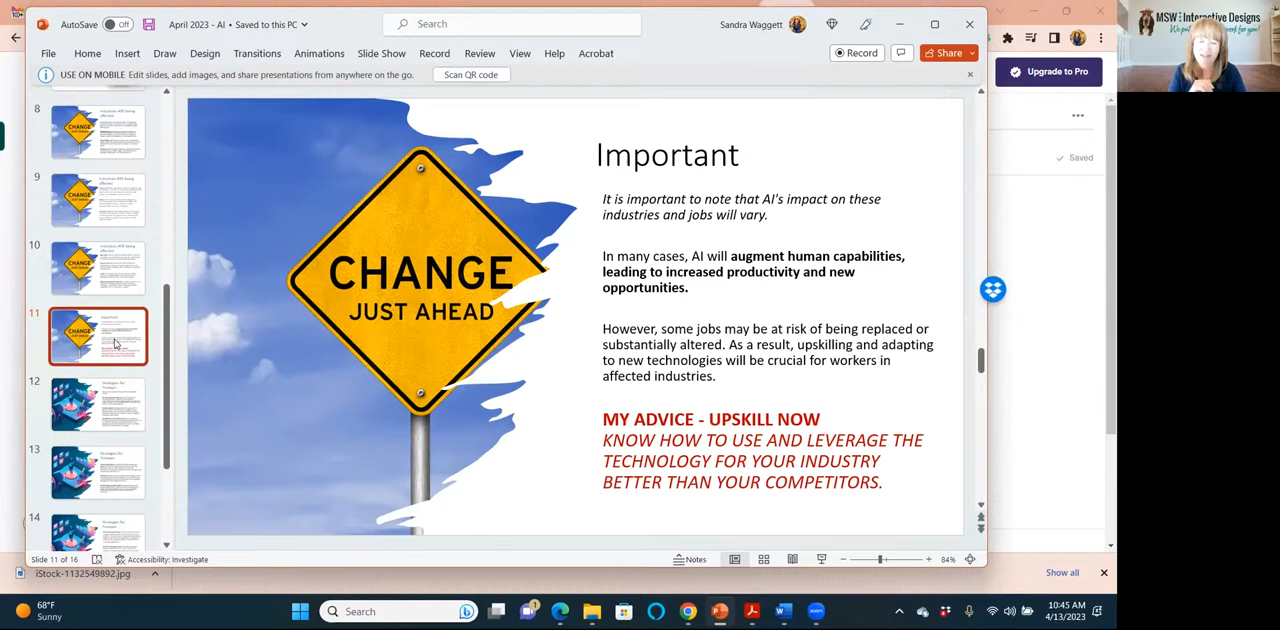 AutoSave Off April 2023 - AI • Saved to this PC Search Sandra Waggett
File Home Insert Draw Design Transitions Animations Slide Show Record Review View Help Acrobat Record Share
USE ON MOBILE Edit slides, add images, and share presentations from anywhere on the go. Scan QR code
Upgrade to Pro
Saved
MSW Interactive Designs
8
9
10
11
12
13
14
CHANGE
JUST AHEAD
Important
It is important to note that AI's impact on these
industries and jobs will vary.
In many cases, AI will augment human capabilities,
leading to increased productivity and new
opportunities.
However, some jobs may be at risk of being replaced or
substantially altered. As a result, upskilling and adapting
to new technologies will be crucial for workers in
affected industries.
MY ADVICE - UPSKILL NOW
KNOW HOW TO USE AND LEVERAGE THE
TECHNOLOGY FOR YOUR INDUSTRY
BETTER THAN YOUR COMPETITORS.
Slide 11 of 16 Accessibility: Investigate Notes 84%
iStock-1132549892.jpg Show all
68°F
Sunny
Search
10:45 AM
4/13/2023